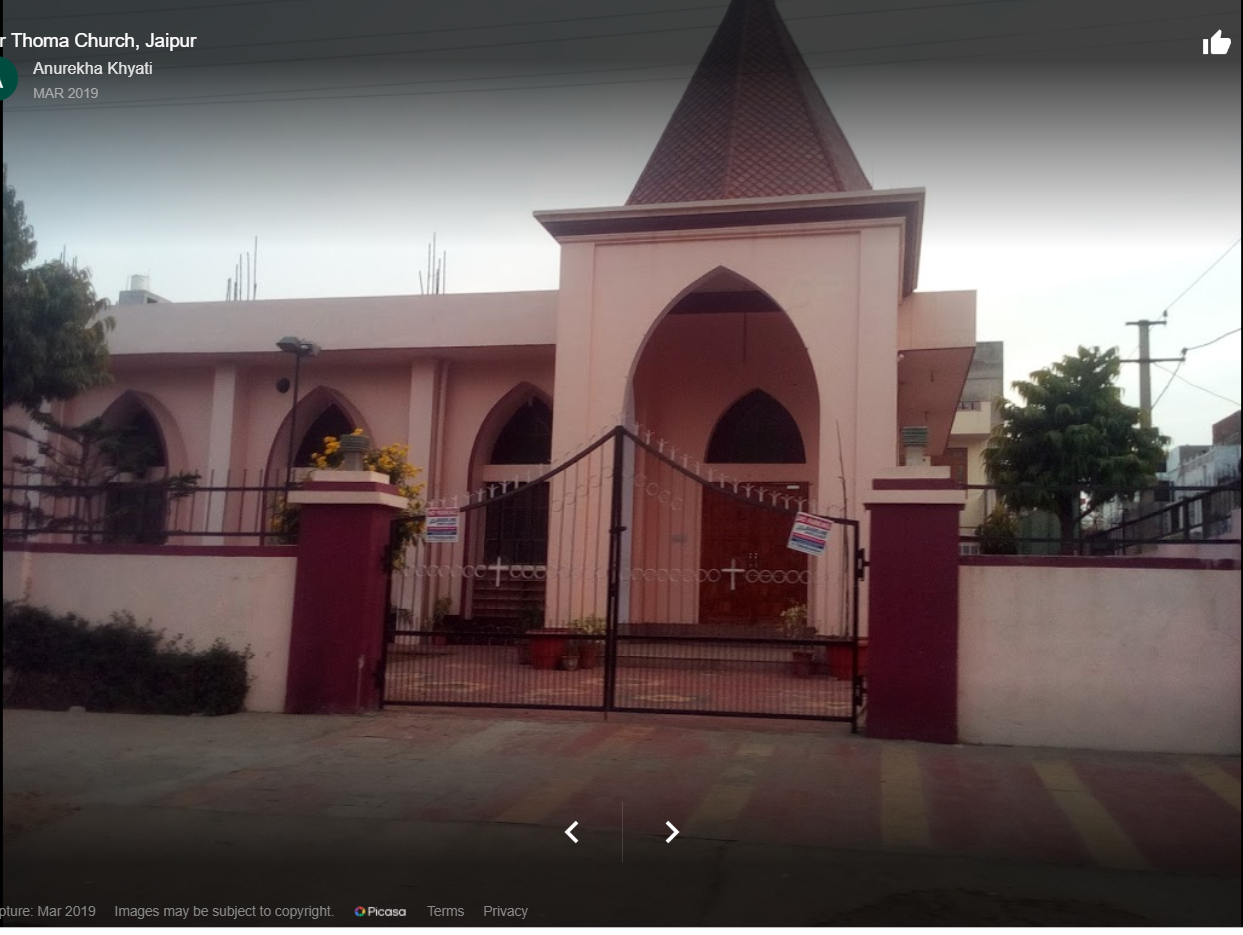 r Thoma Church, Jaipur
Anurekha Khyati
MAR 2019
pture: Mar 2019 Images may be subject to copyright. Picasa Terms Privacy